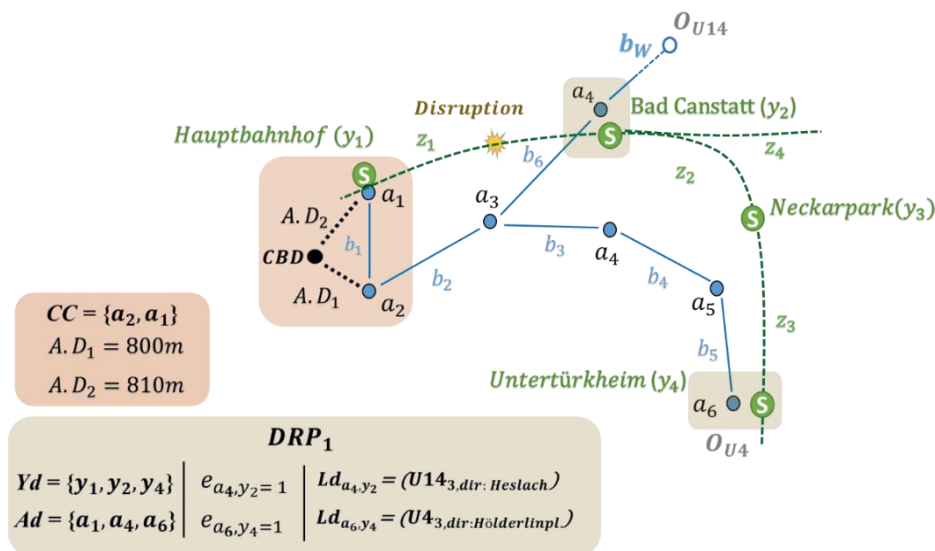 O_U14
b_W
a_4
Bad Canstatt (y_2)
Disruption
Hauptbahnhof (y_1)
z_1
S
z_4
b_6
z_2
S
a_1
a_3
S
Neckarpark(y_3)
A. D_2
b_1
CBD
b_3
a_4
b_2
b_4
A. D_1
a_2
a_5
z_3
CC = {a_2, a_1}
A. D_1 = 800m
A. D_2 = 810m
b_5
Untertürkheim (y_4)
a_6
S
O_U4
DRP_1
Yd = {y_1, y_2, y_4} | e_{a_4,y_2=1} | Ld_{a_4,y_2} = (U14_{3,dir: Heslach})
Ad = {a_1, a_4, a_6} | e_{a_6,y_4=1} | Ld_{a_6,y_4} = (U4_{3,dir:Hölderlinpl})